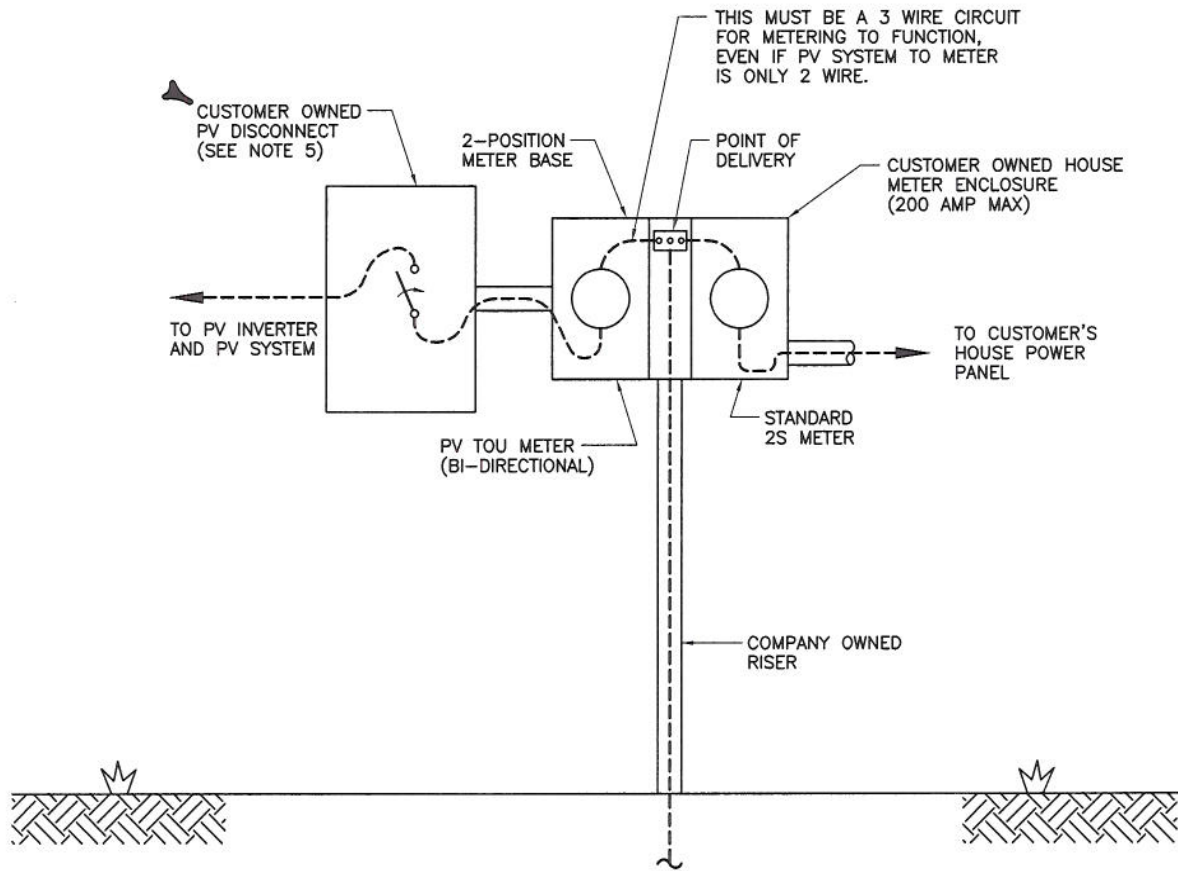 THIS MUST BE A 3 WIRE CIRCUIT
FOR METERING TO FUNCTION,
EVEN IF PV SYSTEM TO METER
IS ONLY 2 WIRE.
CUSTOMER OWNED
PV DISCONNECT
(SEE NOTE 5)
2-POSITION
METER BASE
POINT OF
DELIVERY
CUSTOMER OWNED HOUSE
METER ENCLOSURE
(200 AMP MAX)
TO PV INVERTER
AND PV SYSTEM
TO CUSTOMER'S
HOUSE POWER
PANEL
PV TOU METER
(BI-DIRECTIONAL)
STANDARD
2S METER
COMPANY OWNED
RISER